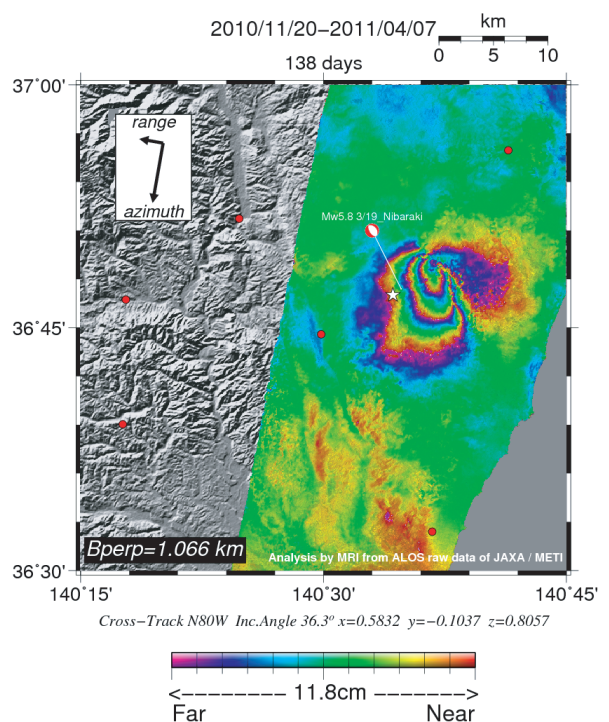 2010/11/20−2011/04/07
km
0 5 10
138 days
37°00'
range
azimuth
Mw5.8 3/19_Nibaraki
36°45'
Bperp=1.066 km
Analysis by MRI from ALOS raw data of JAXA / METI
36°30'
140°15' 140°30' 140°45'
Cross−Track N80W Inc.Angle 36.3° x=0.5832 y=−0.1037 z=0.8057
<−−−−−−− 11.8cm −−−−−−−>
Far Near